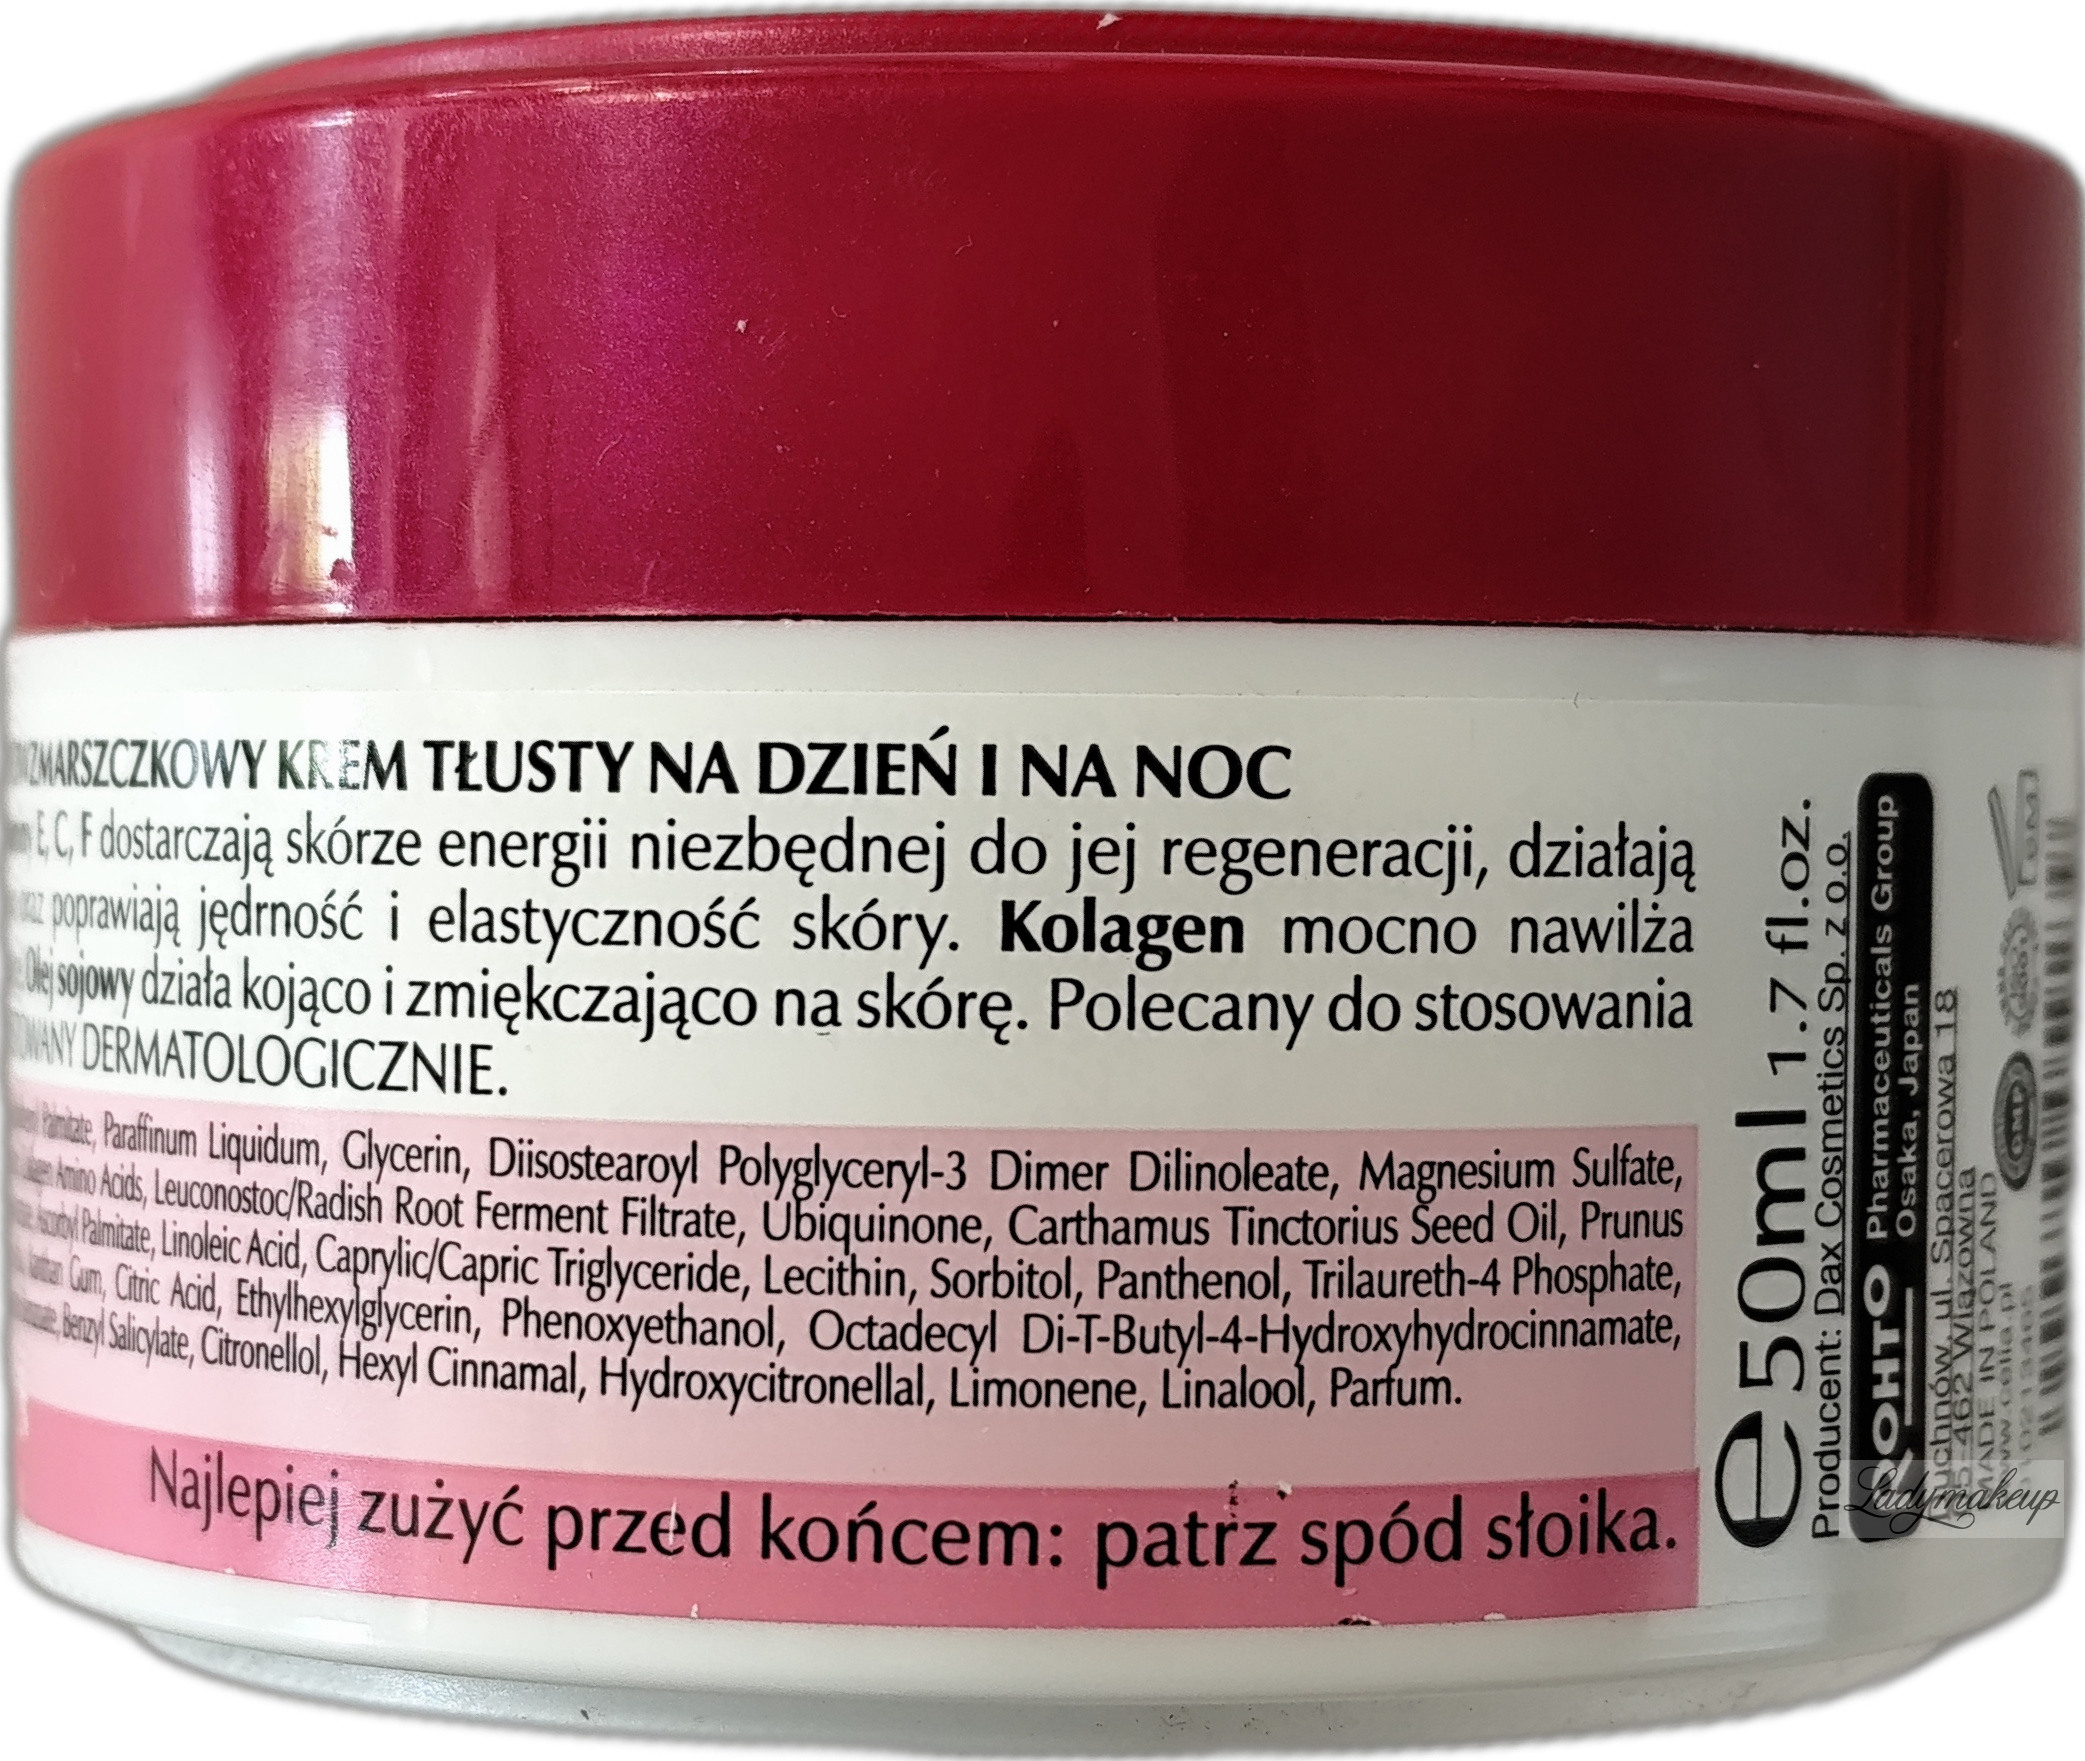 KREM TŁUSTY NA DZIEŃ I NA NOC
E, C, F dostarczają skórze energii niezbędnej do jej regeneracji, działają
poprawiają jędrność i elastyczność skóry. Kolagen mocno nawilża
Olej sojowy działa kojąco i zmiękczająco na skórę. Polecany do stosowania
DERMATOLOGICZNIE.
Palmitate, Paraffinum Liquidum, Glycerin, Diisostearoyl Polyglyceryl-3 Dimer Dilinoleate, Magnesium Sulfate,
Amino Acids, Leuconostoc/Radish Root Ferment Filtrate, Ubiquinone, Carthamus Tinctorius Seed Oil, Prunus
Ascorbyl Palmitate, Linoleic Acid, Caprylic/Capric Triglyceride, Lecithin, Sorbitol, Panthenol, Trilaureth-4 Phosphate,
Gum, Citric Acid, Ethylhexylglycerin, Phenoxyethanol, Octadecyl Di-T-Butyl-4-Hydroxyhydrocinnamate,
Benzyl Salicylate, Citronellol, Hexyl Cinnamal, Hydroxycitronellal, Limonene, Linalool, Parfum.
Najlepiej zużyć przed końcem: patrz spód słoika.
e50ml 1.7 fl.oz.
Producent: Dax Cosmetics Sp. z o.o.
ROHTO Pharmaceuticals Group
Osaka, Japan
ul. Spacerowa 18
Wiązowna
MADE IN POLAND
www.celia.pl
Ladymakeup